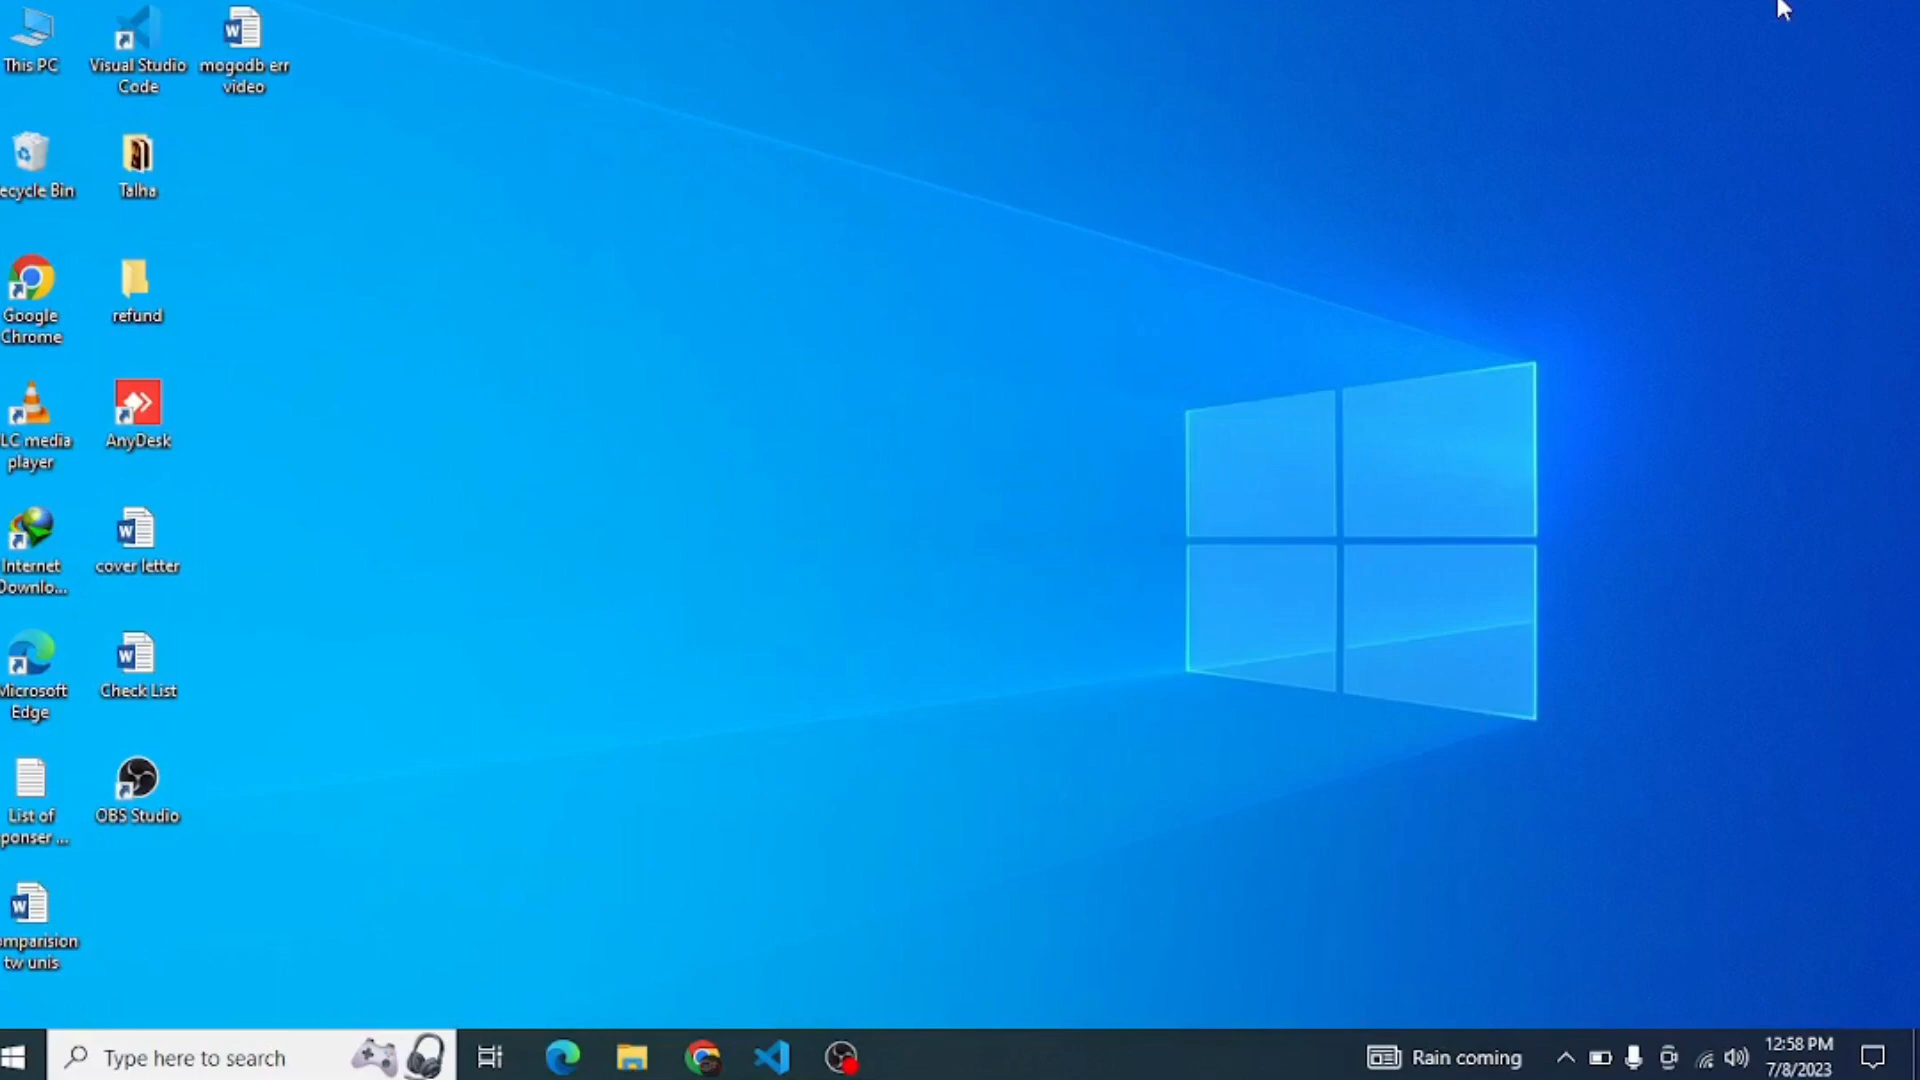 This PC
Visual Studio
Code
mogodb err
video
ecycle Bin
Talha
Google
Chrome
refund
LC media
player
AnyDesk
Internet
Downlo...
cover letter
Microsoft
Edge
Check List
List of
ponser ...
OBS Studio
omparision
tw unis
Type here to search
Rain coming
12:58 PM
7/8/2023